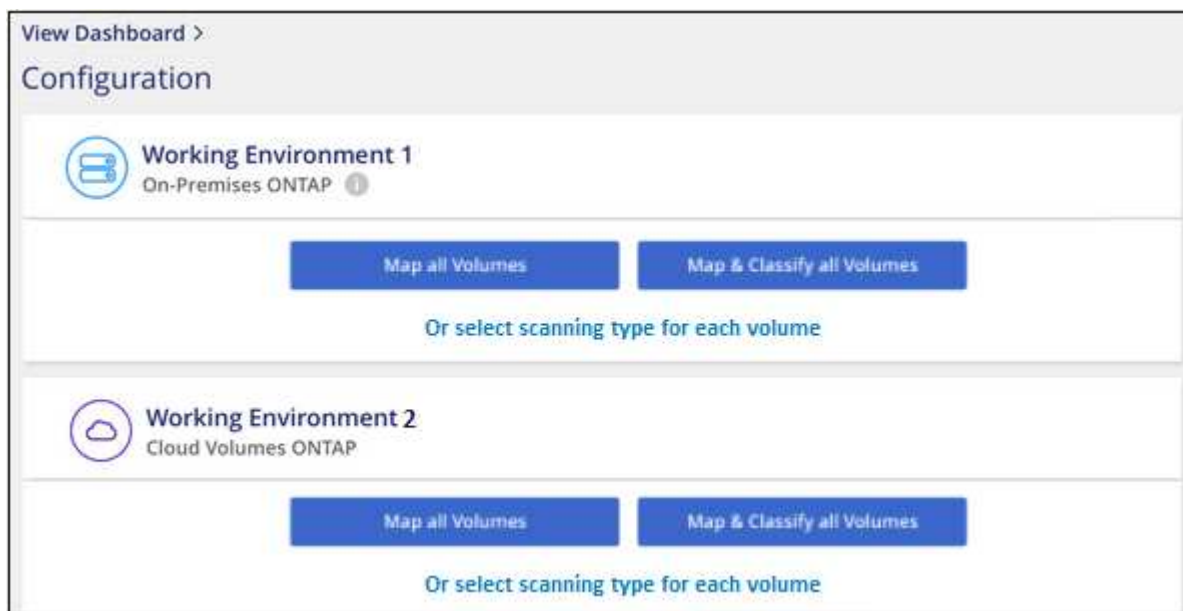 View Dashboard >
Configuration
Working Environment 1
On-Premises ONTAP i
Map all Volumes Map & Classify all Volumes
Or select scanning type for each volume
Working Environment 2
Cloud Volumes ONTAP
Map all Volumes Map & Classify all Volumes
Or select scanning type for each volume